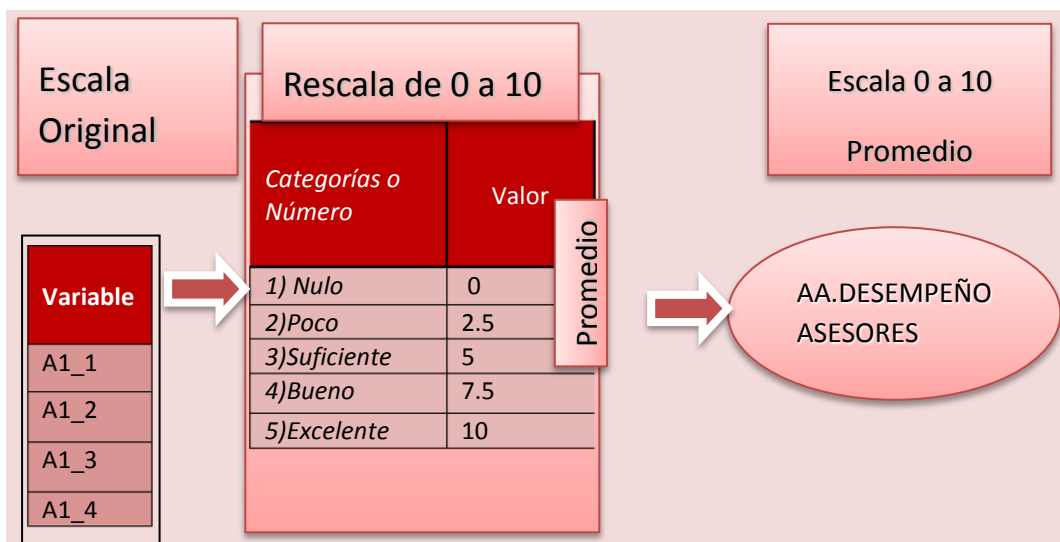 Escala
Original
Variable
A1_1
A1_2
A1_3
A1_4
Rescala de 0 a 10
Categorías o
Número
Valor
1) Nulo 0
2)Poco 2.5
3)Suficiente 5
4)Bueno 7.5
5)Excelente 10
Promedio
Escala 0 a 10
Promedio
AA.DESEMPEÑO
ASESORES